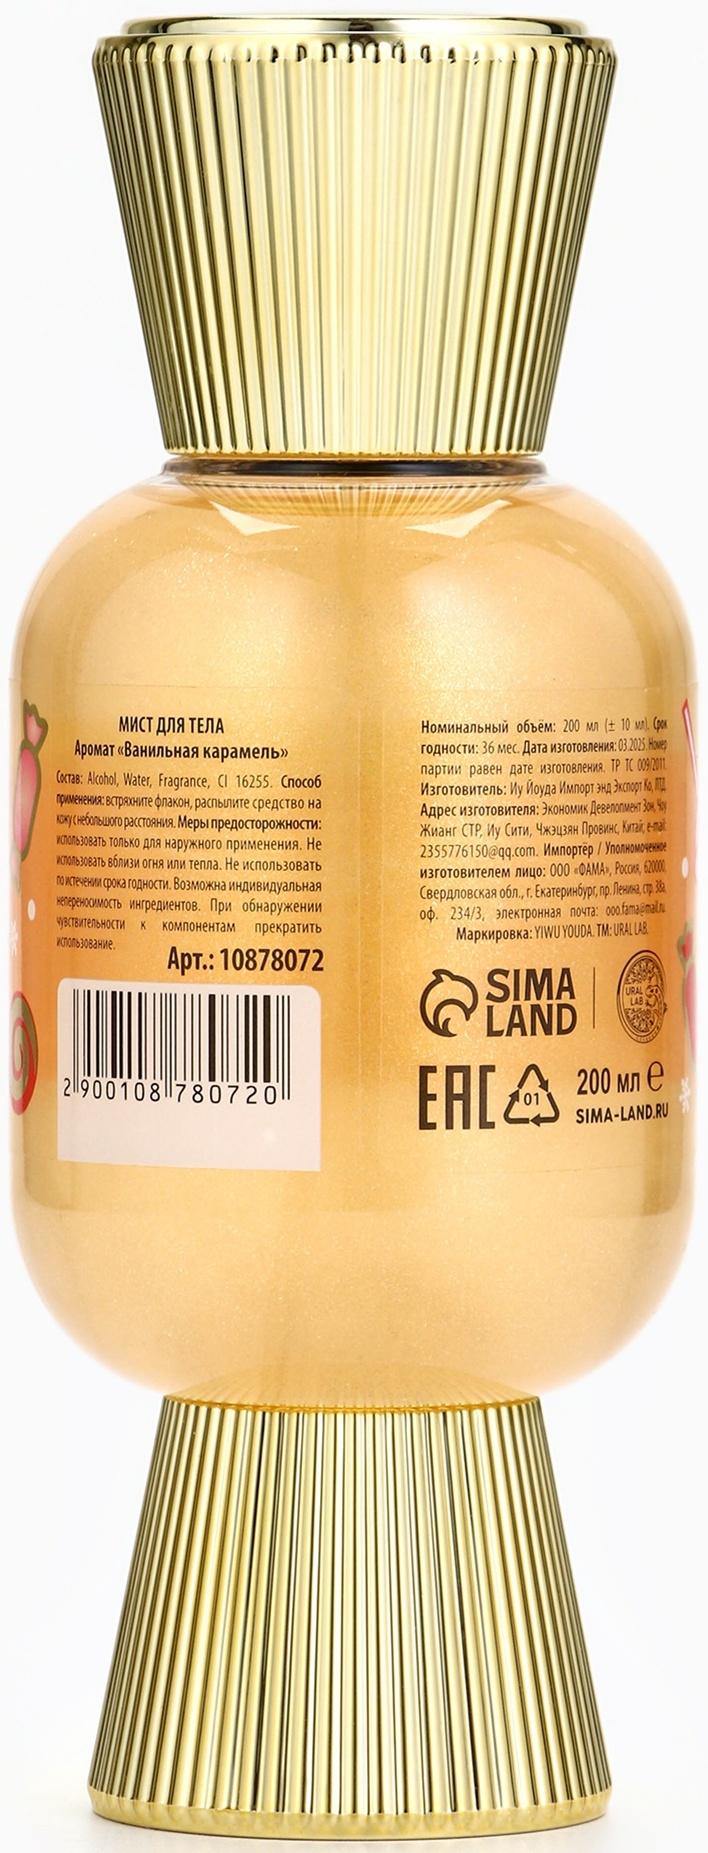 МИСТ ДЛЯ ТЕЛА
Аромат «Ванильная карамель»
Состав: Alcohol, Water, Fragrance, CI 16255. Способ
применения: встряхните флакон, распылите средство на
кожу с небольшого расстояния. Меры предосторожности:
использовать только для наружного применения. Не
использовать вблизи огня или тепла. Не использовать
по истечении срока годности. Возможна индивидуальная
непереносимость ингредиентов. При обнаружении
чувствительности к компонентам прекратить
использование.
Арт.: 10878072
2 900108 780720
Номинальный объём: 200 мл (± 10 мл). Срок
годности: 36 мес. Дата изготовления: 03.2025. Номер
партии равен дате изготовления. ТР ТС 009/2011.
Изготовитель: Иу Йоуда Импорт энд Экспорт Ко, ЛТД.
Адрес изготовителя: Экономик Девелопмент Зон, Чоу
Жианг СТР, Иу Сити, Чжэцзян Провинс, Китай, e-mail:
2355776150@qq.com. Импортёр / Уполномоченное
изготовителем лицо: ООО «ФАМА», Россия, 620000,
Свердловская обл., г. Екатеринбург, пр. Ленина, стр. 38а,
оф. 234/3, электронная почта: ooo.fama@mail.ru
Маркировка: YIWU YOUDA. ТМ: URAL LAB.
SIMA
LAND
URAL
LAB
EAC
01
200 мл e
SIMA-LAND.RU